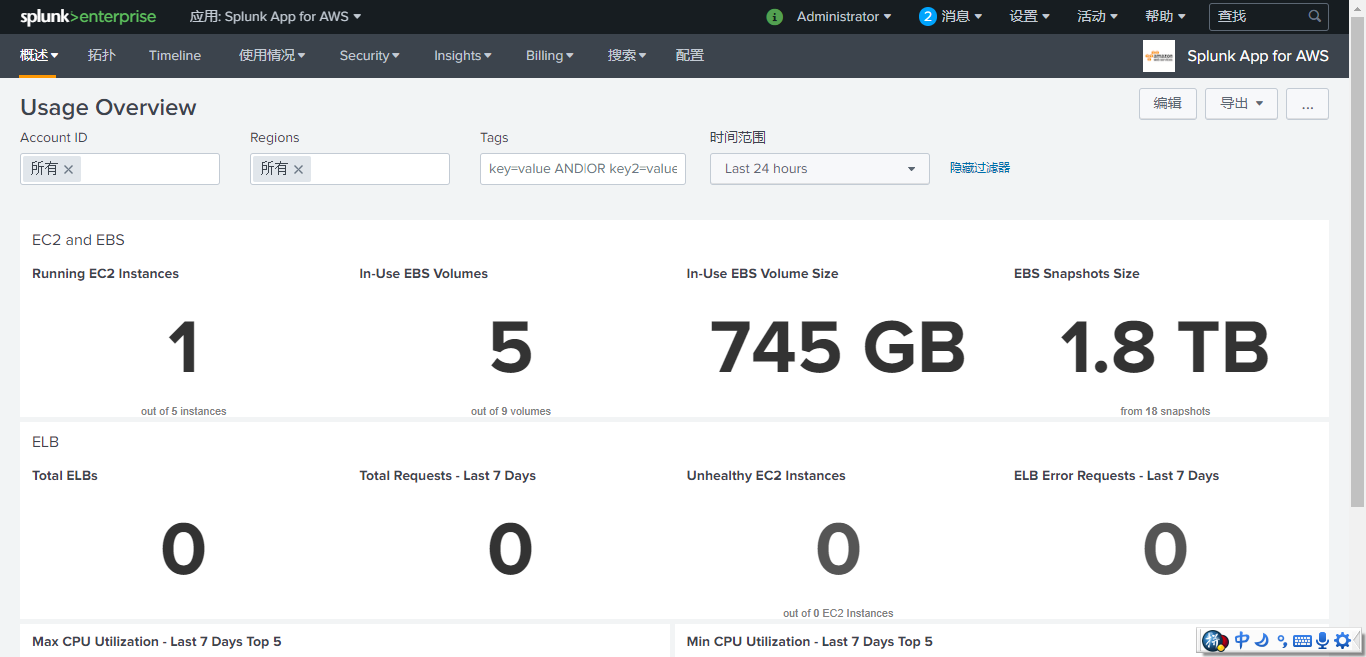 splunk>enterprise 应用: Splunk App for AWS i Administrator 2 消息 设置 活动 帮助 查找
概述 拓扑 Timeline 使用情况 Security Insights Billing 搜索 配置 Splunk App for AWS
Usage Overview 编辑 导出 ...
Account ID Regions Tags 时间范围
所有 × 所有 × key=value AND|OR key2=value Last 24 hours 隐藏过滤器
EC2 and EBS
Running EC2 Instances In-Use EBS Volumes In-Use EBS Volume Size EBS Snapshots Size
1 5 745 GB 1.8 TB
out of 5 instances out of 9 volumes from 18 snapshots
ELB
Total ELBs Total Requests - Last 7 Days Unhealthy EC2 Instances ELB Error Requests - Last 7 Days
0 0 0 0
out of 0 EC2 Instances
Max CPU Utilization - Last 7 Days Top 5 Min CPU Utilization - Last 7 Days Top 5
拼 中